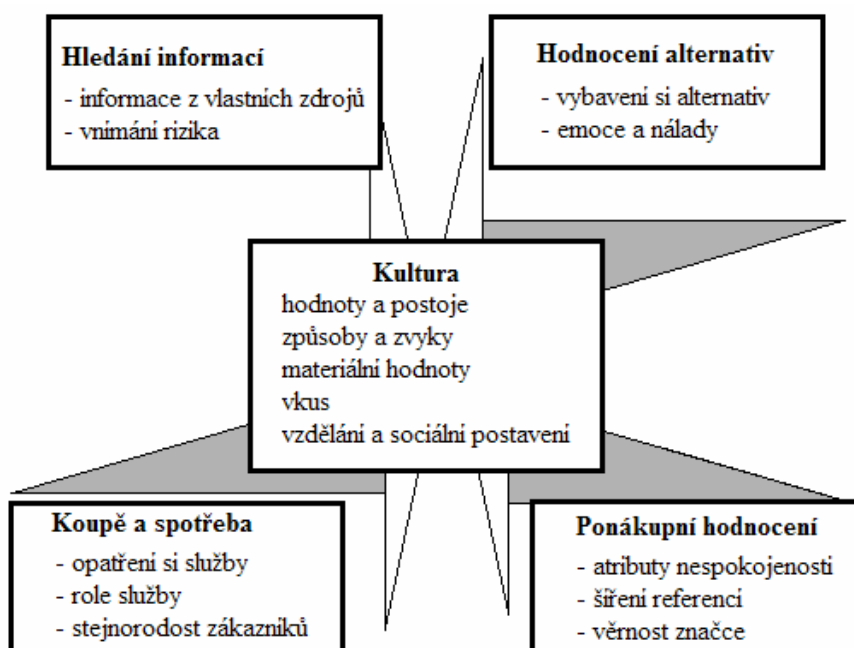 Hledání informací
- informace z vlastních zdrojů
- vnímání rizika
Hodnocení alternativ
- vybavení si alternativ
- emoce a nálady
Kultura
hodnoty a postoje
způsoby a zvyky
materiální hodnoty
vkus
vzdělání a sociální postavení
Koupě a spotřeba
- opatření si služby
- role služby
- stejnorodost zákazníků
Ponákupní hodnocení
- atributy nespokojenosti
- šíření referencí
- věrnost značce